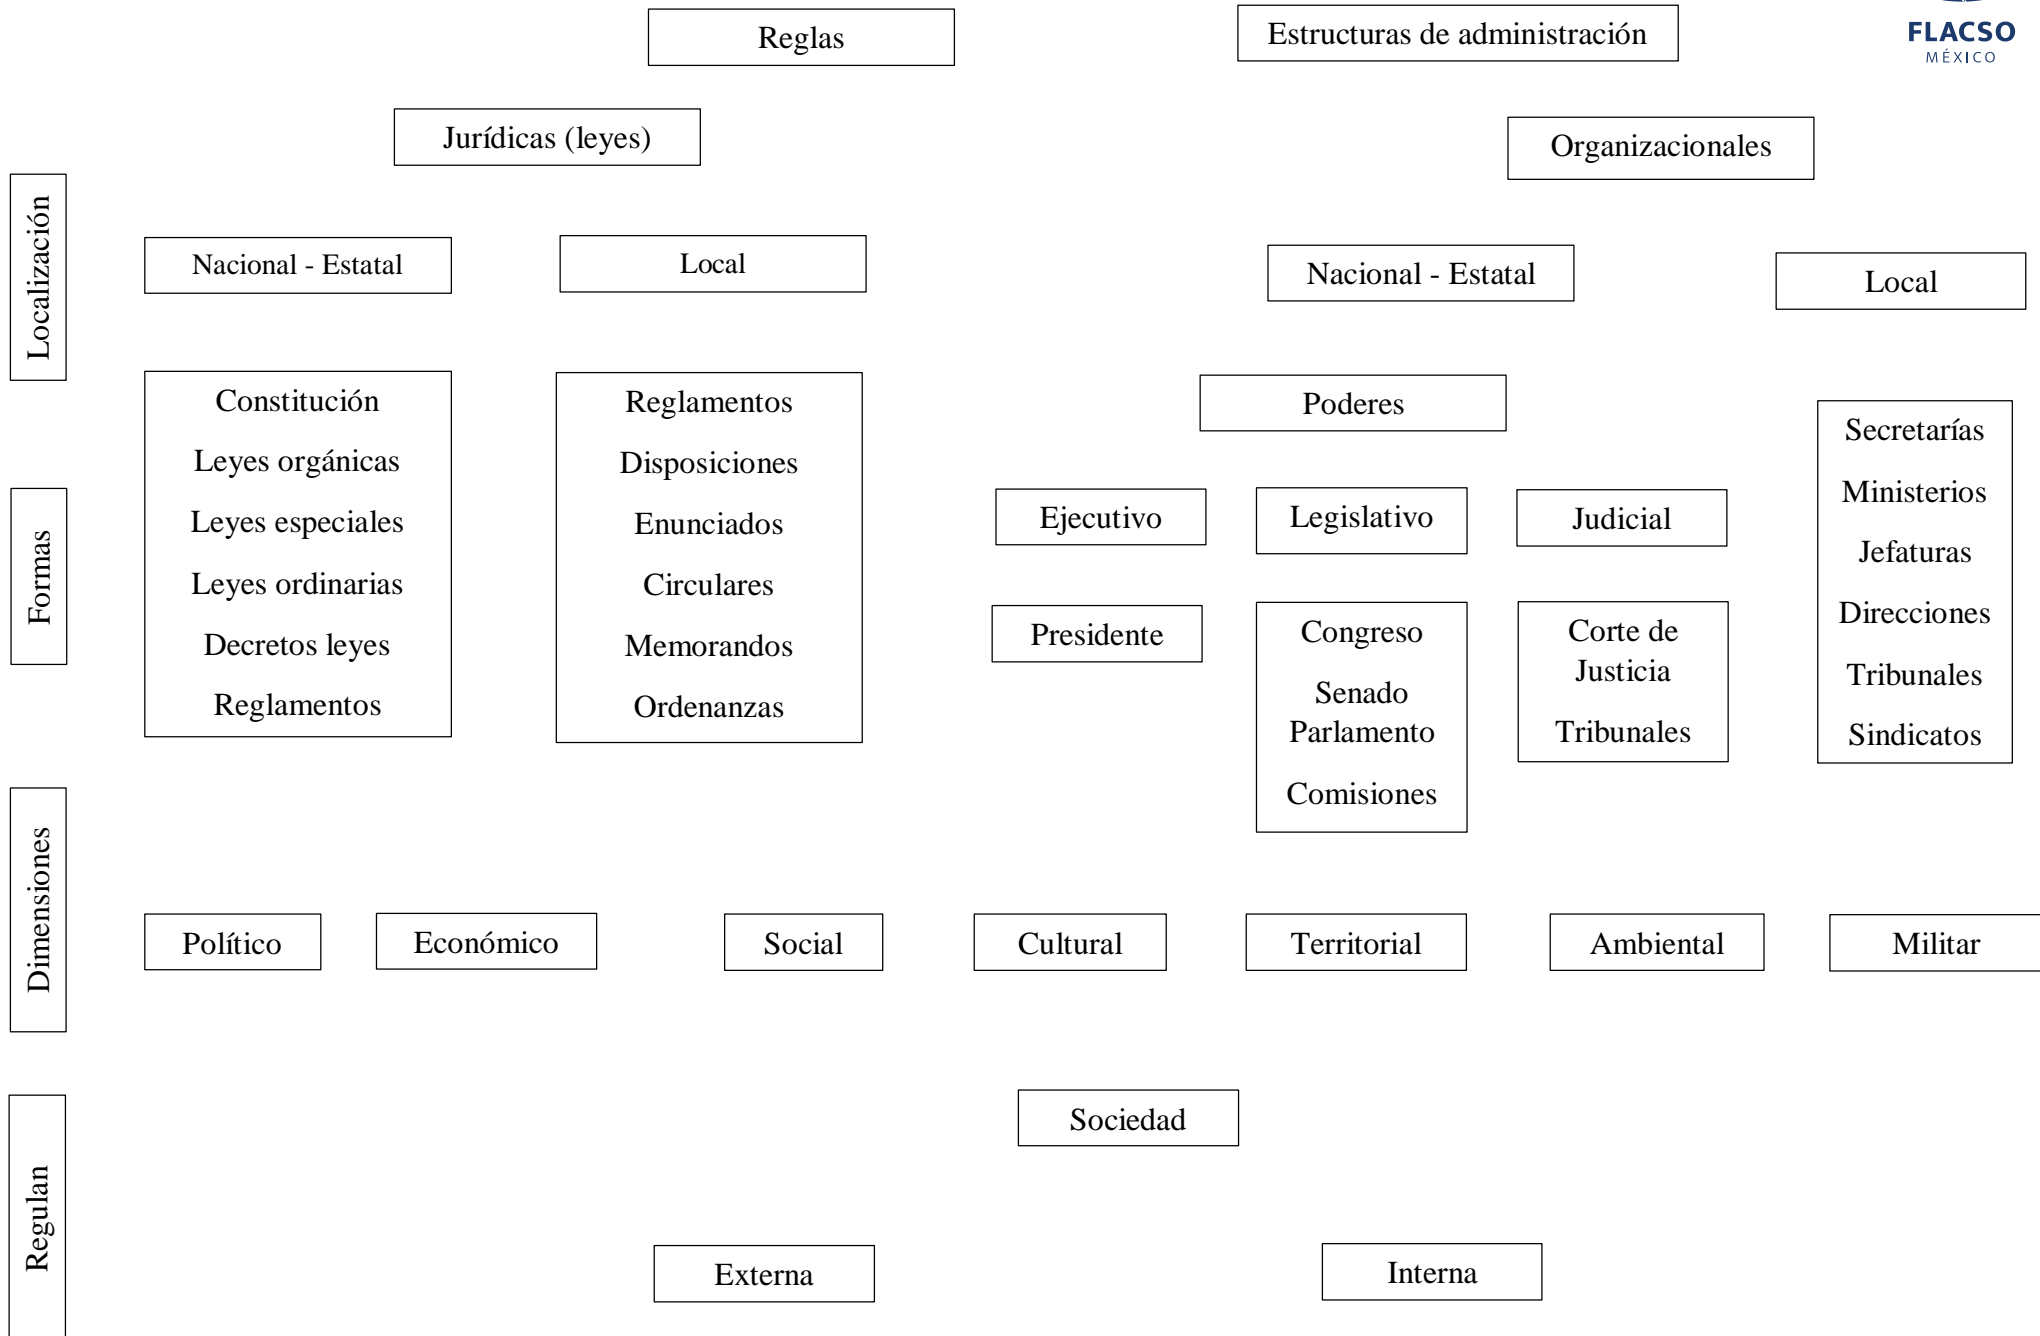 Reglas
Estructuras de administración
FLACSO
MÉXICO
Jurídicas (leyes)
Organizacionales
Localización
Nacional - Estatal
Local
Nacional - Estatal
Local
Formas
Constitución
Leyes orgánicas
Leyes especiales
Leyes ordinarias
Decretos leyes
Reglamentos
Reglamentos
Disposiciones
Enunciados
Circulares
Memorandos
Ordenanzas
Poderes
Ejecutivo
Legislativo
Judicial
Presidente
Congreso
Senado
Parlamento
Comisiones
Corte de
Justicia
Tribunales
Secretarías
Ministerios
Jefaturas
Direcciones
Tribunales
Sindicatos
Dimensiones
Político
Económico
Social
Cultural
Territorial
Ambiental
Militar
Regulan
Sociedad
Externa
Interna